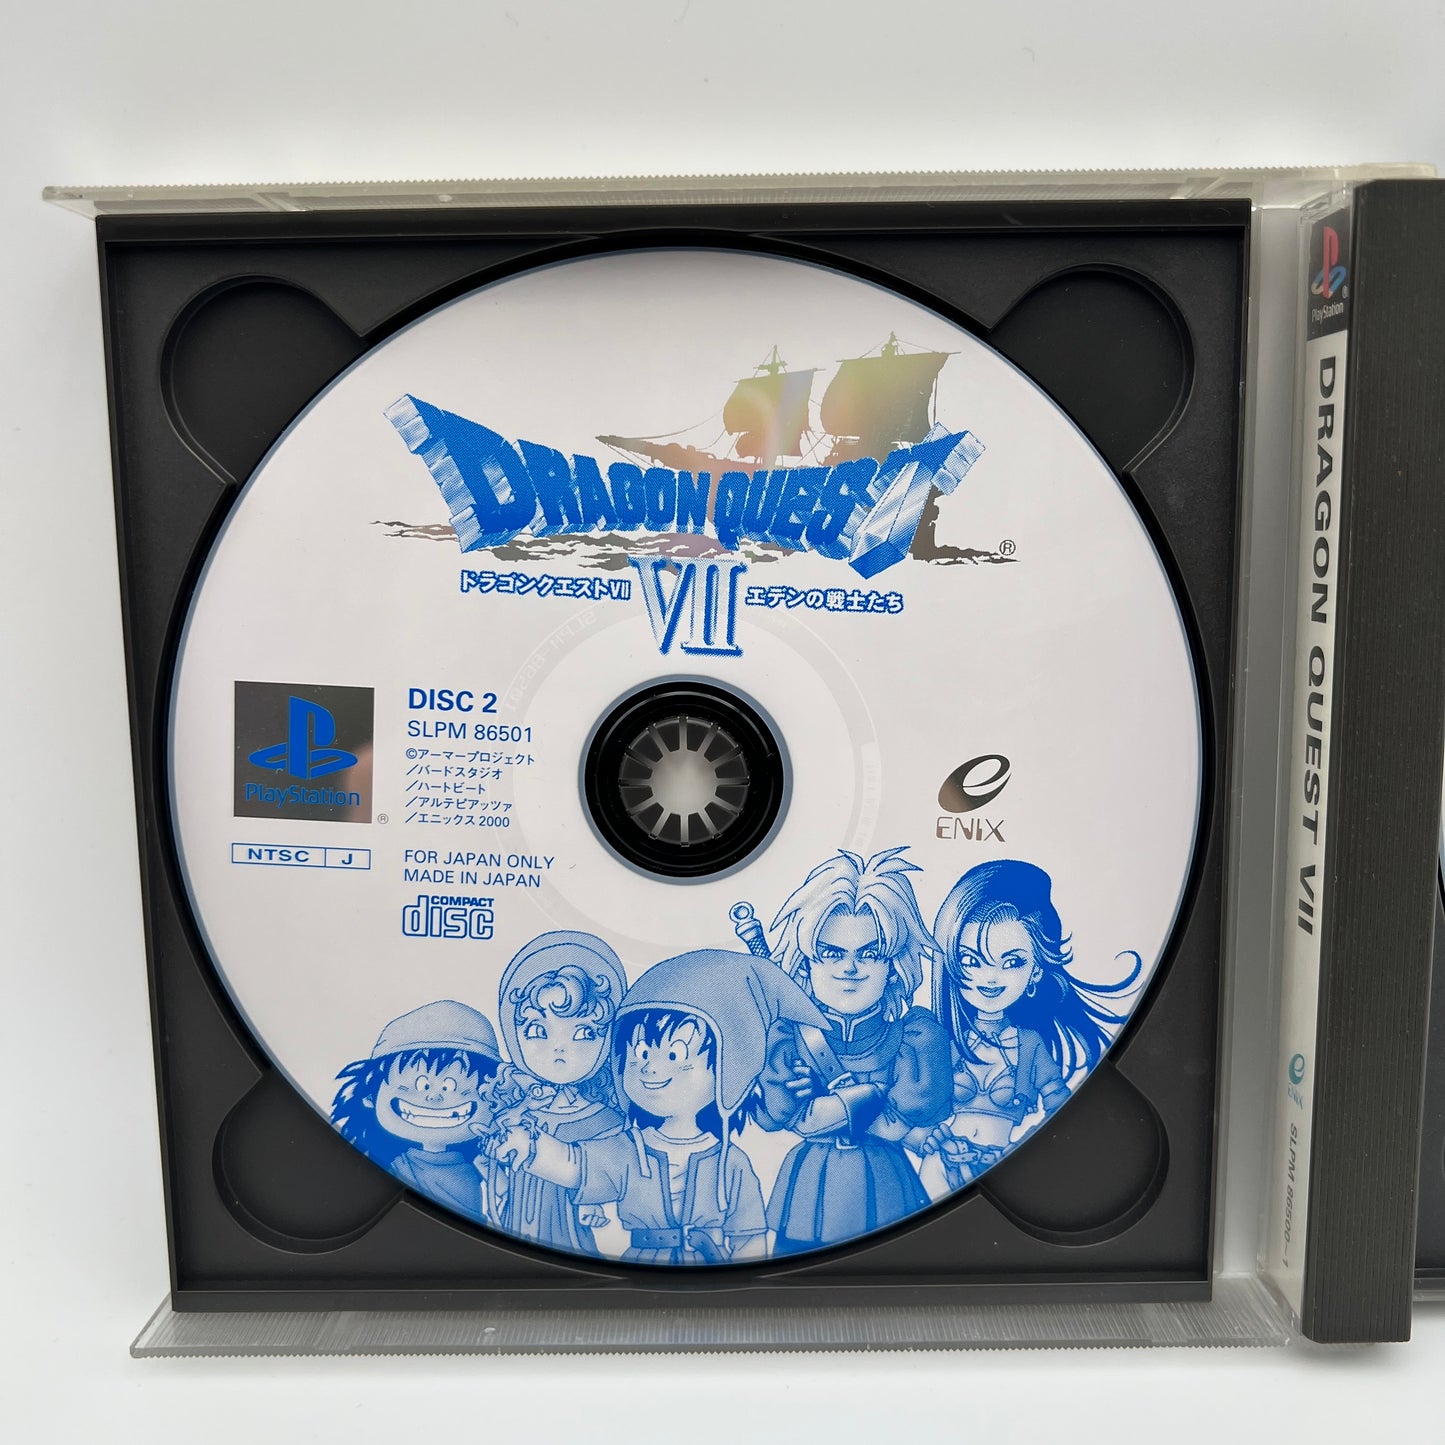 DRAGON QUEST
®
ドラゴンクエストVII
VII
エデンの戦士たち
PlayStation
®
DISC 2
SLPM 86501
©アーマープロジェクト
／バードスタジオ
／ハートビート
／アルテピアッツァ
／エニックス 2000
NTSC J
FOR JAPAN ONLY
MADE IN JAPAN
COMPACT
disc
ENIX
PlayStation
®
DRAGON QUEST VII
ENIX
SLPM 86500~1